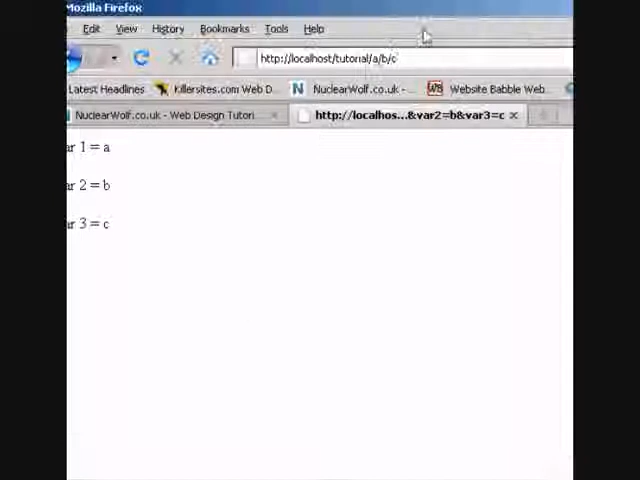 Mozilla Firefox
Edit View History Bookmarks Tools Help
http://localhost/tutorial/a/b/c
Latest Headlines Killersites.com Web D... NuclearWolf.co.uk -... Website Babble Web...
NuclearWolf.co.uk - Web Design Tutori http://localhos...&var2=b&var3=c
ar 1 = a
ar 2 = b
ar 3 = c